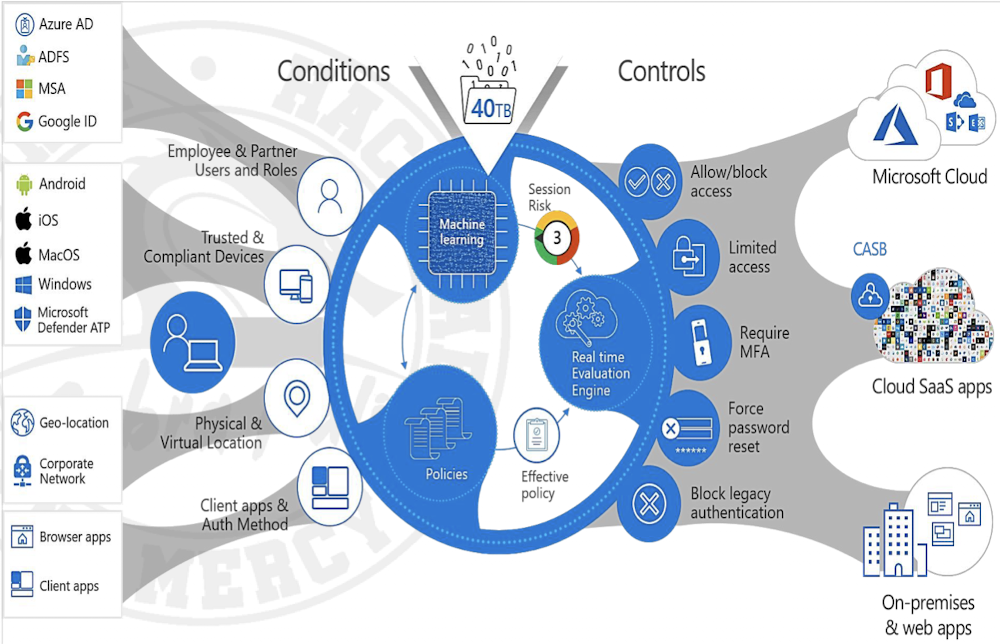 Azure AD
ADFS
MSA
Google ID
Android
iOS
MacOS
Windows
Microsoft
Defender ATP
Geo-location
Corporate
Network
Browser apps
Client apps
Conditions
Employee & Partner
Users and Roles
Trusted &
Compliant Devices
Physical &
Virtual Location
Client apps &
Auth Method
40TB
Machine
learning
Session
Risk
3
Real time
Evaluation
Engine
Policies
Effective
policy
Controls
Allow/block
access
Limited
access
Require
MFA
Force
password
reset
******
Block legacy
authentication
Microsoft Cloud
CASB
Cloud SaaS apps
On-premises
& web apps
MERCY